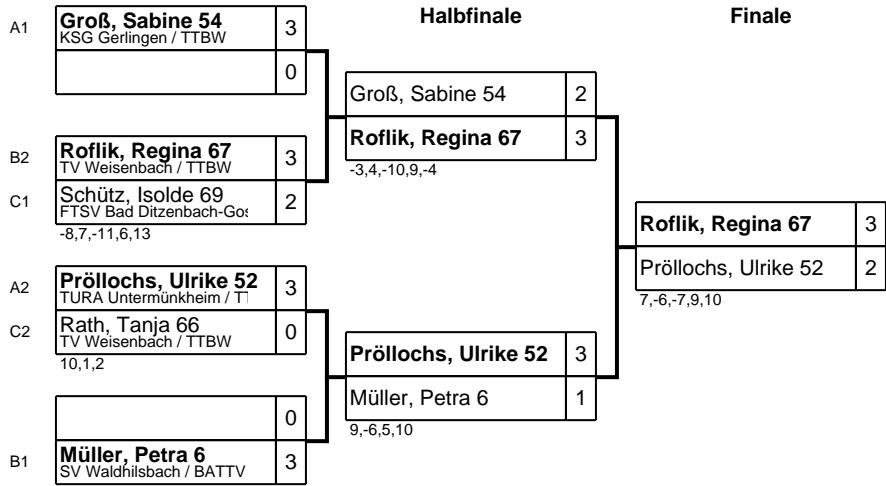 Halbfinale
Finale
A1 Groß, Sabine 54 3
KSG Gerlingen / TTBW
0
B2 Roflik, Regina 67 3
TV Weisenbach / TTBW
C1 Schütz, Isolde 69 2
FTSV Bad Ditzenbach-Gos
-8,7,-11,6,13
A2 Pröllochs, Ulrike 52 3
TURA Untermünkheim / TT
C2 Rath, Tanja 66 0
TV Weisenbach / TTBW
10,1,2
0
B1 Müller, Petra 6 3
SV Waldhilsbach / BATTV
Groß, Sabine 54 2
Roflik, Regina 67 3
-3,4,-10,9,-4
Pröllochs, Ulrike 52 3
Müller, Petra 6 1
9,-6,5,10
Roflik, Regina 67 3
Pröllochs, Ulrike 52 2
7,-6,-7,9,10